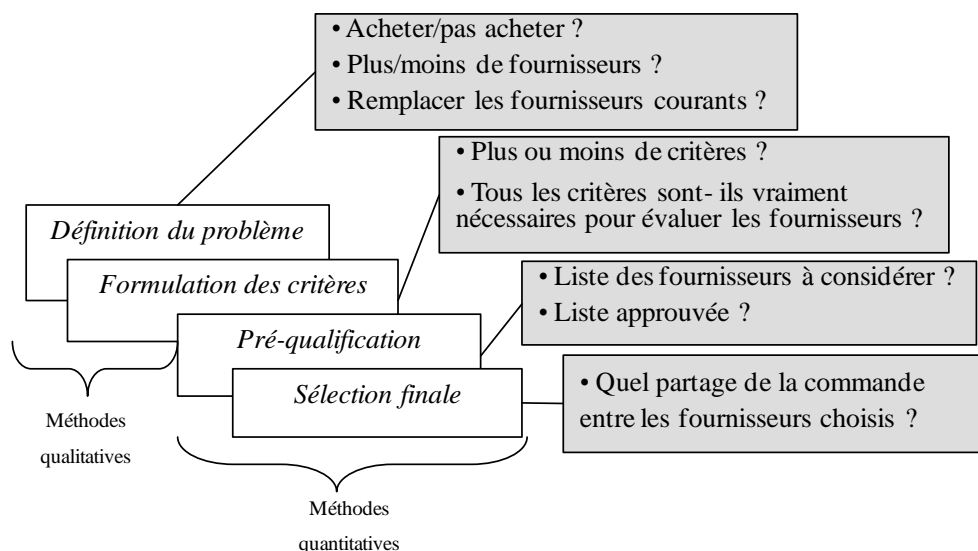 • Acheter/pas acheter ?
• Plus/moins de fournisseurs ?
• Remplacer les fournisseurs courants ?
• Plus ou moins de critères ?
• Tous les critères sont- ils vraiment
nécessaires pour évaluer les fournisseurs ?
Définition du problème
Formulation des critères
• Liste des fournisseurs à considérer ?
• Liste approuvée ?
Pré-qualification
Sélection finale
• Quel partage de la commande
entre les fournisseurs choisis ?
Méthodes
qualitatives
Méthodes
quantitatives